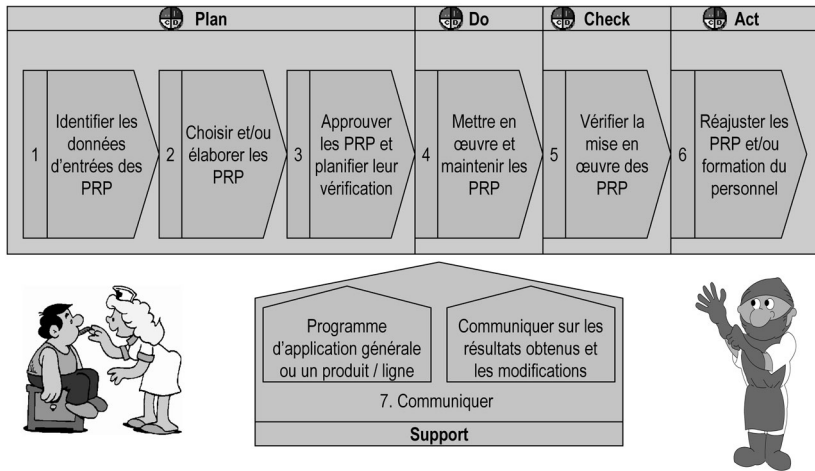 Plan
Do
Check
Act
1
Identifier les
données
d'entrées des
PRP
2
Choisir et/ou
élaborer les
PRP
3
Approuver
les PRP et
planifier leur
vérification
4
Mettre en
œuvre et
maintenir les
PRP
5
Vérifier la
mise en
œuvre des
PRP
6
Réajuster les
PRP et/ou
formation du
personnel
Programme
d'application générale
ou un produit / ligne
Communiquer sur les
résultats obtenus et
les modifications
7. Communiquer
Support